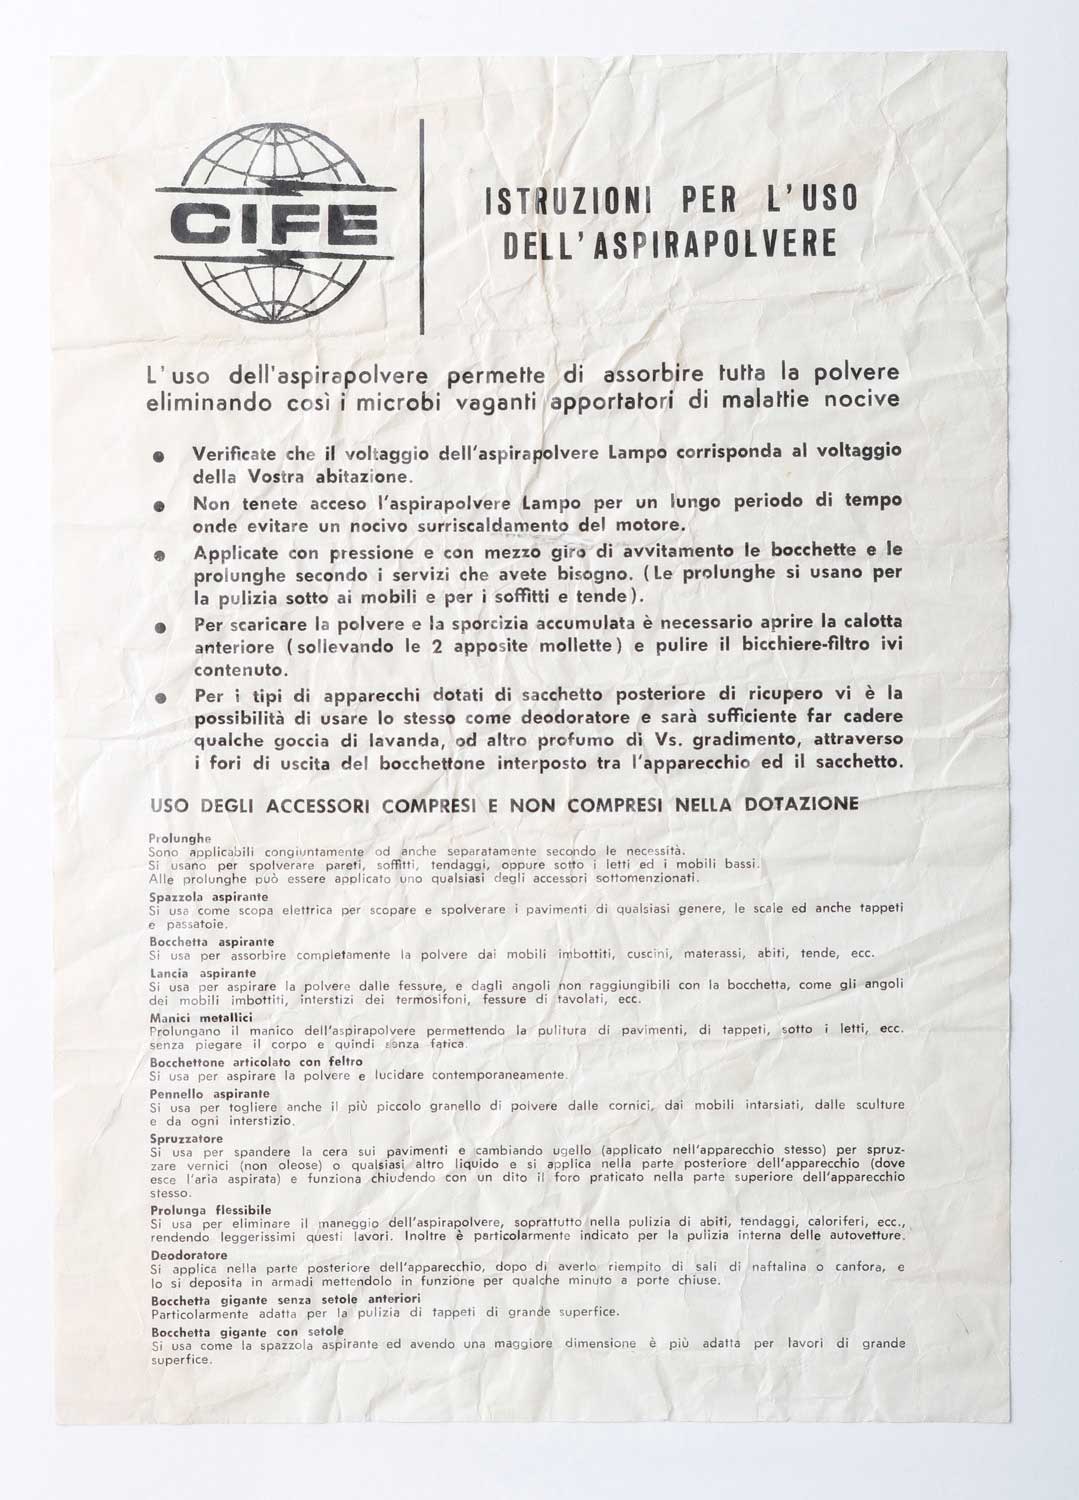 CIFE
ISTRUZIONI PER L'USO
DELL'ASPIRAPOLVERE
L'uso dell'aspirapolvere permette di assorbire tutta la polvere
eliminando così i microbi vaganti apportatori di malattie nocive
● Verificate che il voltaggio dell'aspirapolvere Lampo corrisponda al voltaggio
della Vostra abitazione.
● Non tenete acceso l'aspirapolvere Lampo per un lungo periodo di tempo
onde evitare un nocivo surriscaldamento del motore.
● Applicate con pressione e con mezzo giro di avvitamento le bocchette e le
prolunghe secondo i servizi che avete bisogno. (Le prolunghe si usano per
la pulizia sotto ai mobili e per i soffitti e tende).
● Per scaricare la polvere e la sporcizia accumulata è necessario aprire la calotta
anteriore (sollevando le 2 apposite mollette) e pulire il bicchiere-filtro ivi
contenuto.
● Per i tipi di apparecchi dotati di sacchetto posteriore di ricupero vi è la
possibilità di usare lo stesso come deodoratore e sarà sufficiente far cadere
qualche goccia di lavanda, od altro profumo di Vs. gradimento, attraverso
i fori di uscita del bocchettone interposto tra l'apparecchio ed il sacchetto.
USO DEGLI ACCESSORI COMPRESI E NON COMPRESI NELLA DOTAZIONE
Prolunghe
Sono applicabili congiuntamente od anche separatamente secondo le necessità.
Si usano per spolverare pareti, soffitti, tendaggi, oppure sotto i letti ed i mobili bassi.
Alle prolunghe può essere applicato uno qualsiasi degli accessori sottomenzionati.
Spazzola aspirante
Si usa come scopa elettrica per scopare e spolverare i pavimenti di qualsiasi genere, le scale ed anche tappeti
e passatoie.
Bocchetta aspirante
Si usa per assorbire completamente la polvere dai mobili imbottiti, cuscini, materassi, abiti, tende, ecc.
Lancia aspirante
Si usa per aspirare la polvere dalle fessure, e dagli angoli non raggiungibili con la bocchetta, come gli angoli
dei mobili imbottiti, interstizi dei termosifoni, fessure di tavolati, ecc.
Manici metallici
Prolungano il manico dell'aspirapolvere permettendo la pulitura di pavimenti, di tappeti, sotto i letti, ecc.
senza piegare il corpo e quindi senza fatica.
Bocchettone articolato con feltro
Si usa per aspirare la polvere e lucidare contemporaneamente.
Pennello aspirante
Si usa per togliere anche il più piccolo granello di polvere dalle cornici, dai mobili intarsiati, dalle sculture
e da ogni interstizio.
Spruzzatore
Si usa per spandere la cera sui pavimenti e cambiando ugello (applicato nell'apparecchio stesso) per spruz-
zare vernici (non oleose) o qualsiasi altro liquido e si applica nella parte posteriore dell'apparecchio (dove
esce l'aria aspirata) e funziona chiudendo con un dito il foro praticato nella parte superiore dell'apparecchio
stesso.
Prolunga flessibile
Si usa per eliminare il maneggio dell'aspirapolvere, soprattutto nella pulizia di abiti, tendaggi, caloriferi, ecc.,
rendendo leggerissimi questi lavori. Inoltre è particolarmente indicato per la pulizia interna delle autovetture.
Deodoratore
Si applica nella parte posteriore dell'apparecchio, dopo di averlo riempito di sali di naftalina o canfora, e
lo si deposita in armadi mettendolo in funzione per qualche minuto a porte chiuse.
Bocchetta gigante senza setole anteriori
Particolarmente adatta per la pulizia di tappeti di grande superfice.
Bocchetta gigante con setole
Si usa come la spazzola aspirante ed avendo una maggiore dimensione è più adatta per lavori di grande
superfice.